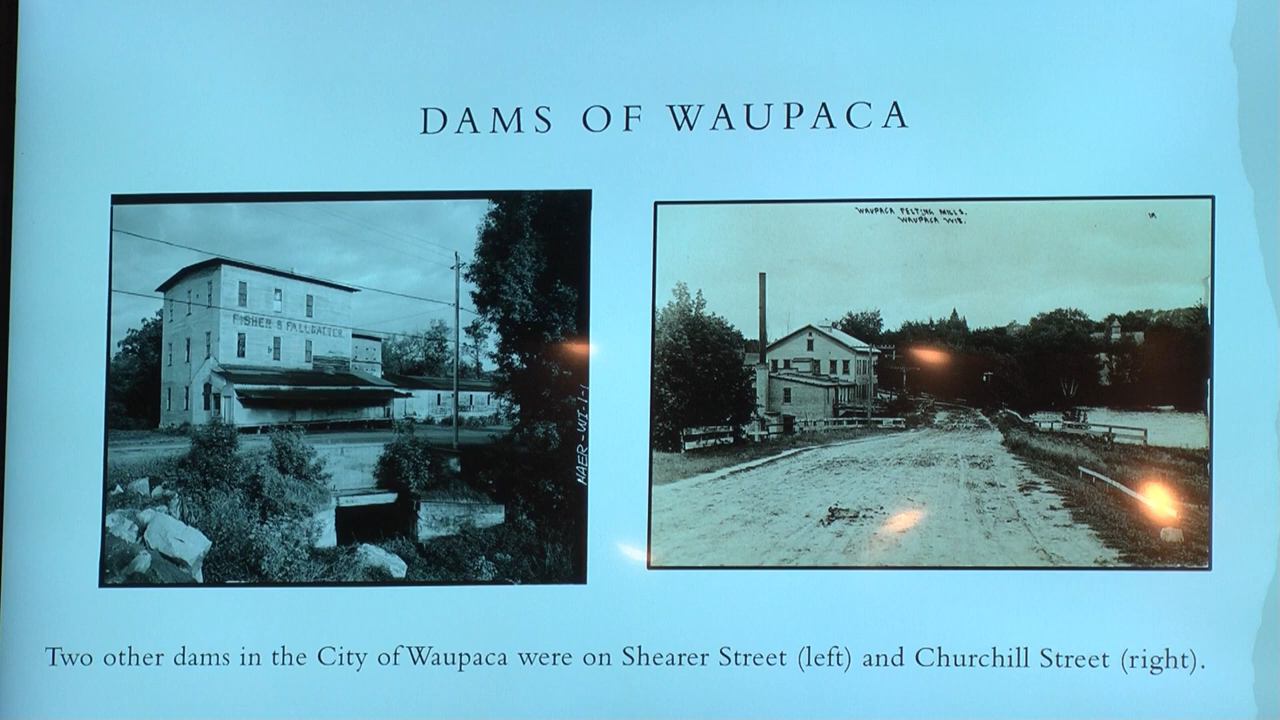 DAMS OF WAUPACA
FISHER & FALLGATTER
HAER-WI-1-1
WAUPACA FELTING MILLS.
WAUPACA WIS.
Two other dams in the City of Waupaca were on Shearer Street (left) and Churchill Street (right).